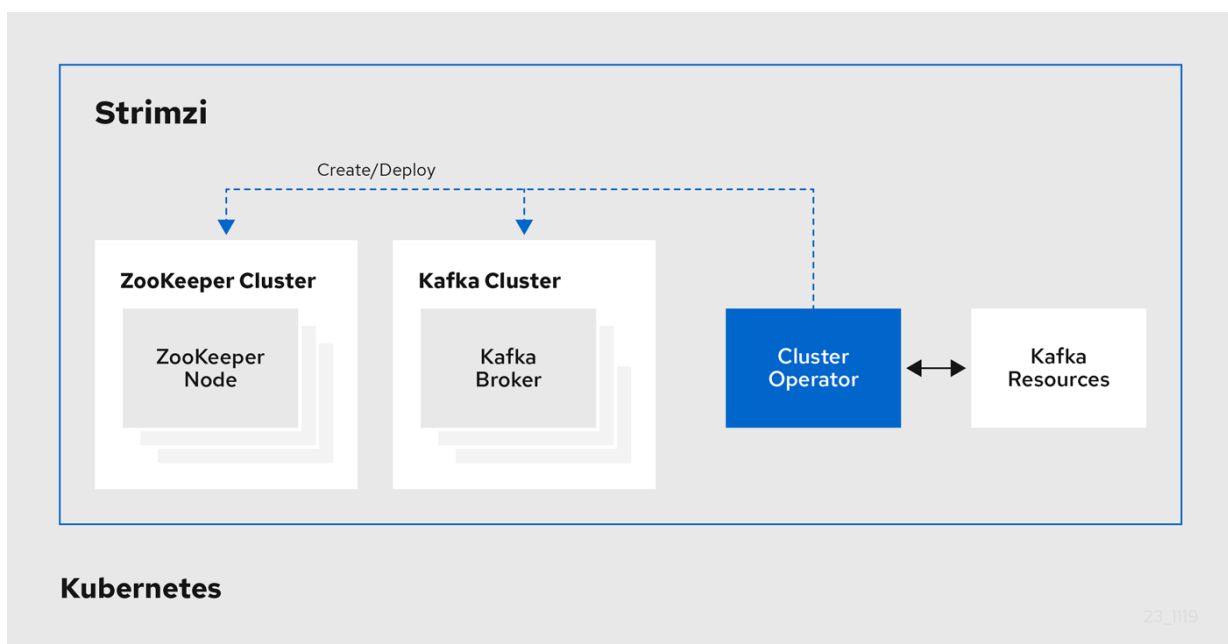 Strimzi
Create/Deploy
ZooKeeper Cluster
ZooKeeper
Node
Kafka Cluster
Kafka
Broker
Cluster
Operator
Kafka
Resources
Kubernetes
23_1119